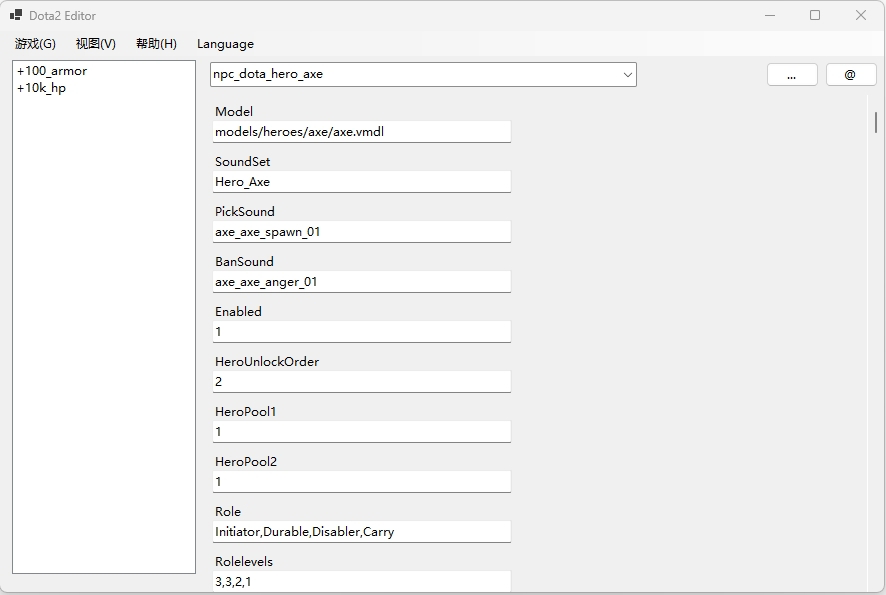 Dota2 Editor
游戏(G) 视图(V) 帮助(H) Language
+100_armor
+10k_hp
npc_dota_hero_axe
...
@
Model
models/heroes/axe/axe.vmdl
SoundSet
Hero_Axe
PickSound
axe_axe_spawn_01
BanSound
axe_axe_anger_01
Enabled
1
HeroUnlockOrder
2
HeroPool1
1
HeroPool2
1
Role
Initiator,Durable,Disabler,Carry
Rolelevels
3,3,2,1